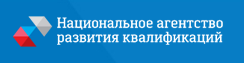 Национальное агентство
развития квалификаций